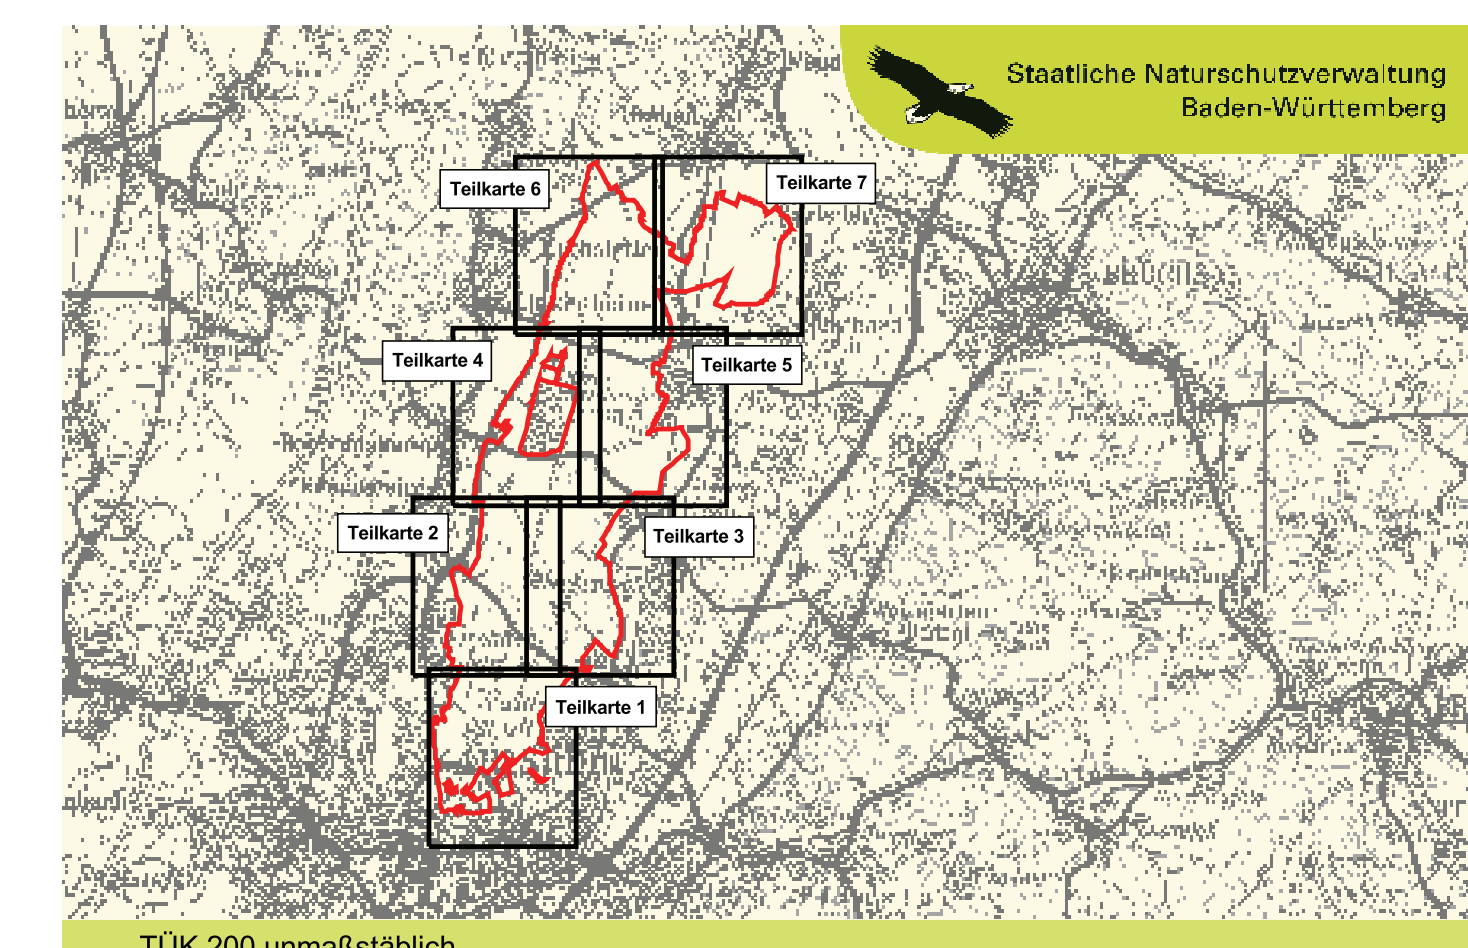 Staatliche Naturschutzverwaltung
Baden-Württemberg
Teilkarte 6
Teilkarte 7
Teilkarte 4
Teilkarte 5
Teilkarte 2
Teilkarte 3
Teilkarte 1
TÜK 200 unmaßstäblich